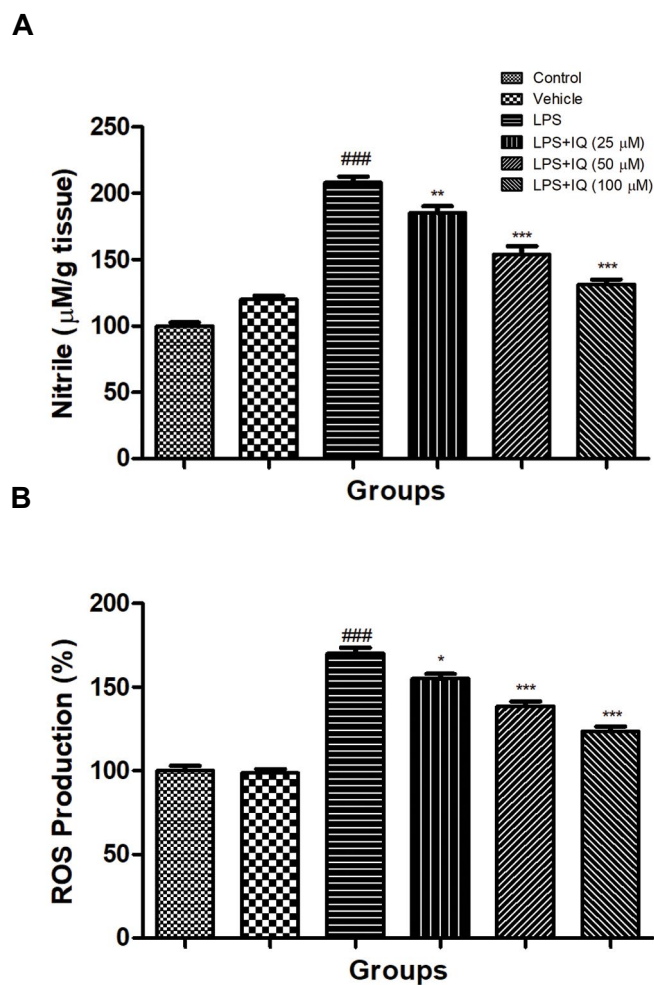 A
Control
Vehicle
LPS
LPS+IQ (25 μM)
LPS+IQ (50 μM)
LPS+IQ (100 μM)
Nitrile (μM/g tissue)
250
200
150
100
50
0
###
**
***
***
Groups
B
ROS Production (%)
200
150
100
50
0
###
*
***
***
Groups